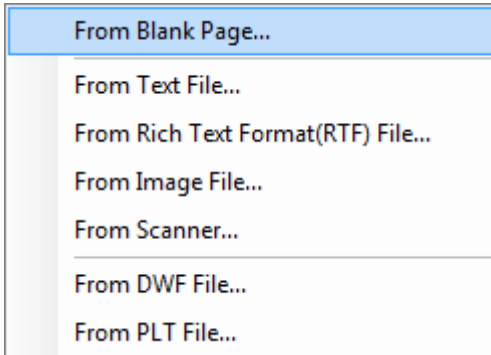 From Blank Page...
From Text File...
From Rich Text Format(RTF) File...
From Image File...
From Scanner...
From DWF File...
From PLT File...